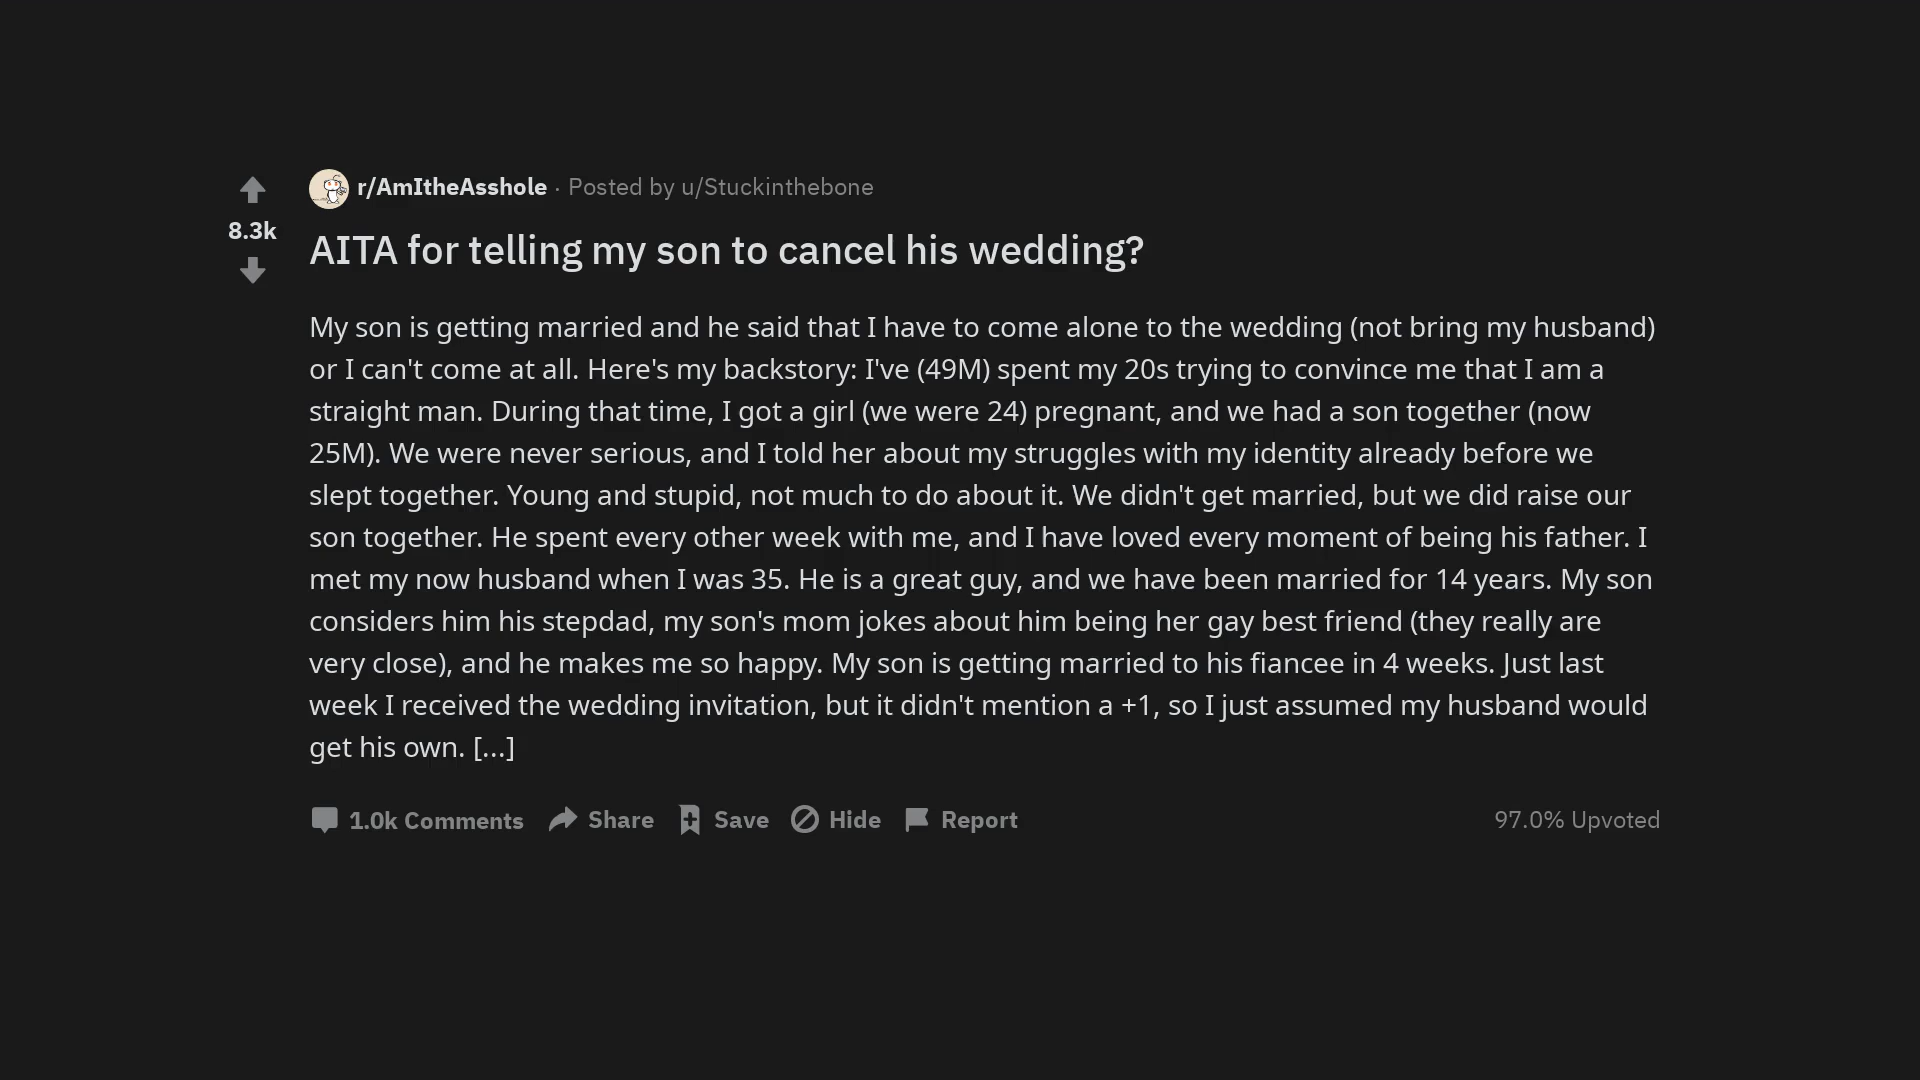 r/AmItheAsshole · Posted by u/Stuckinthebone
8.3k
AITA for telling my son to cancel his wedding?
My son is getting married and he said that I have to come alone to the wedding (not bring my husband)
or I can't come at all. Here's my backstory: I've (49M) spent my 20s trying to convince me that I am a
straight man. During that time, I got a girl (we were 24) pregnant, and we had a son together (now
25M). We were never serious, and I told her about my struggles with my identity already before we
slept together. Young and stupid, not much to do about it. We didn't get married, but we did raise our
son together. He spent every other week with me, and I have loved every moment of being his father. I
met my now husband when I was 35. He is a great guy, and we have been married for 14 years. My son
considers him his stepdad, my son's mom jokes about him being her gay best friend (they really are
very close), and he makes me so happy. My son is getting married to his fiancee in 4 weeks. Just last
week I received the wedding invitation, but it didn't mention a +1, so I just assumed my husband would
get his own. [...]
1.0k Comments Share Save Hide Report 97.0% Upvoted